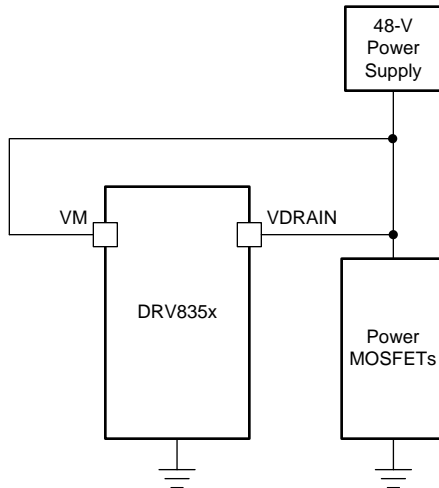 48-V
Power
Supply
VM
VDRAIN
DRV835x
Power
MOSFETs